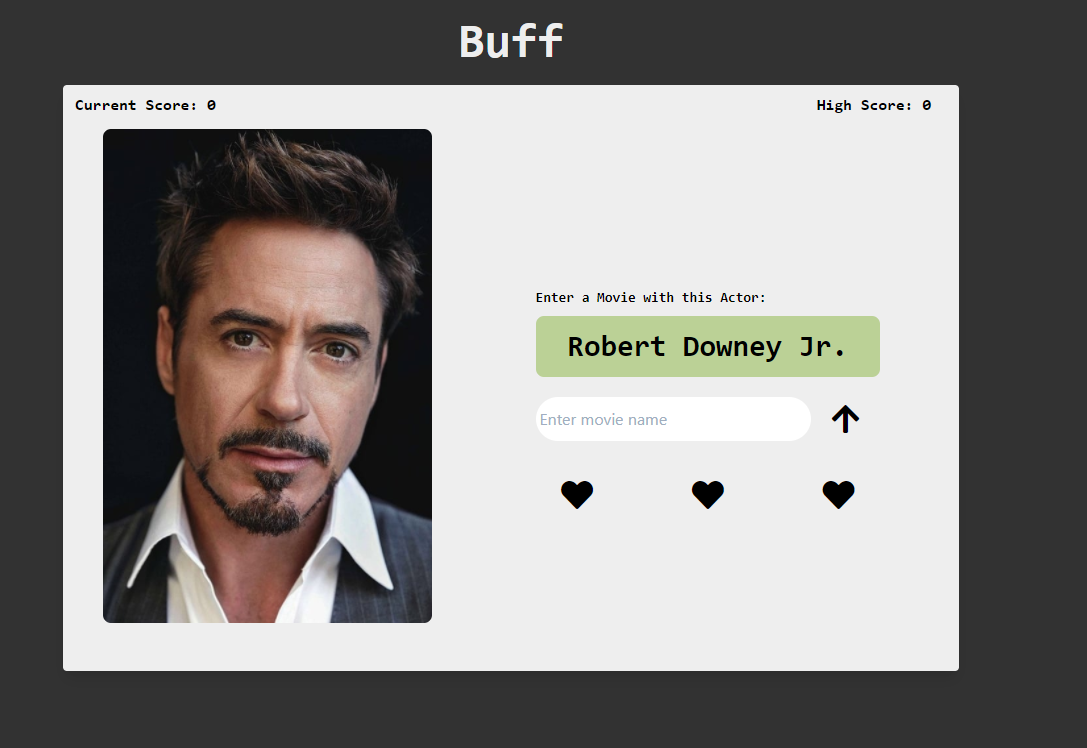 Buff
Current Score: 0
High Score: 0
Enter a Movie with this Actor:
Robert Downey Jr.
Enter movie name